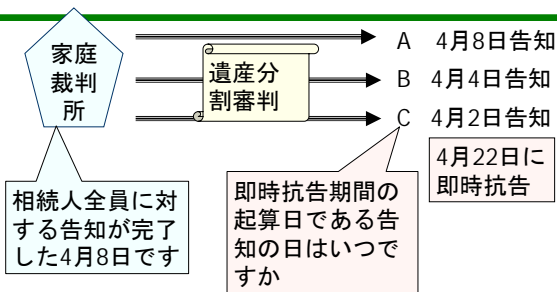 家庭
裁判
所
遺産分
割審判
A 4月8日告知
B 4月4日告知
C 4月2日告知
4月22日に
即時抗告
相続人全員に対
する告知が完了
した4月8日です
即時抗告期間の
起算日である告
知の日はいつで
すか